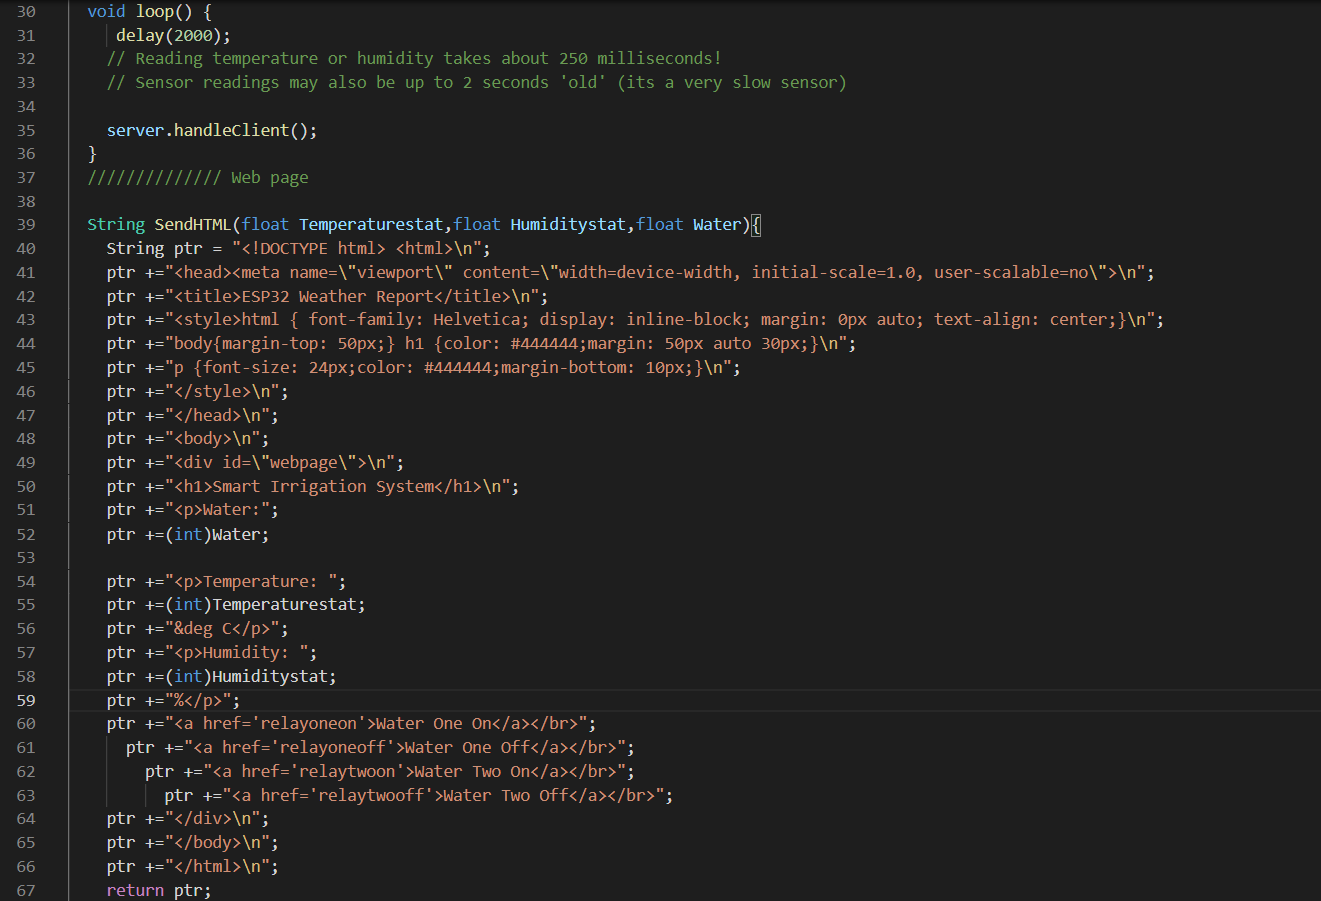 30 void loop() {
31 delay(2000);
32 // Reading temperature or humidity takes about 250 milliseconds!
33 // Sensor readings may also be up to 2 seconds 'old' (its a very slow sensor)
34
35 server.handleClient();
36 }
37 ////////////// Web page
38
39 String SendHTML(float Temperaturestat,float Humiditystat,float Water){
40 String ptr = "<!DOCTYPE html> <html>\n";
41 ptr +="<head><meta name=\"viewport\" content=\"width=device-width, initial-scale=1.0, user-scalable=no\">\n";
42 ptr +="<title>ESP32 Weather Report</title>\n";
43 ptr +="<style>html { font-family: Helvetica; display: inline-block; margin: 0px auto; text-align: center;}\n";
44 ptr +="body{margin-top: 50px;} h1 {color: #444444;margin: 50px auto 30px;}\n";
45 ptr +="p {font-size: 24px;color: #444444;margin-bottom: 10px;}\n";
46 ptr +="</style>\n";
47 ptr +="</head>\n";
48 ptr +="<body>\n";
49 ptr +="<div id=\"webpage\">\n";
50 ptr +="<h1>Smart Irrigation System</h1>\n";
51 ptr +="<p>Water:";
52 ptr +=(int)Water;
53
54 ptr +="<p>Temperature: ";
55 ptr +=(int)Temperaturestat;
56 ptr +="&deg C</p>";
57 ptr +="<p>Humidity: ";
58 ptr +=(int)Humiditystat;
59 ptr +="%</p>";
60 ptr +="<a href='relayoneon'>Water One On</a></br>";
61 ptr +="<a href='relayoneoff'>Water One Off</a></br>";
62 ptr +="<a href='relaytwoon'>Water Two On</a></br>";
63 ptr +="<a href='relaytwooff'>Water Two Off</a></br>";
64 ptr +="</div>\n";
65 ptr +="</body>\n";
66 ptr +="</html>\n";
67 return ptr;